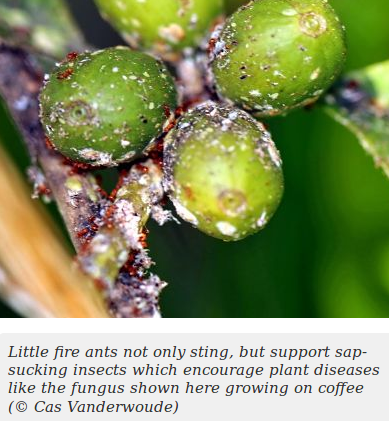 Little fire ants not only sting, but support sap-
sucking insects which encourage plant diseases
like the fungus shown here growing on coffee
(© Cas Vanderwoude)